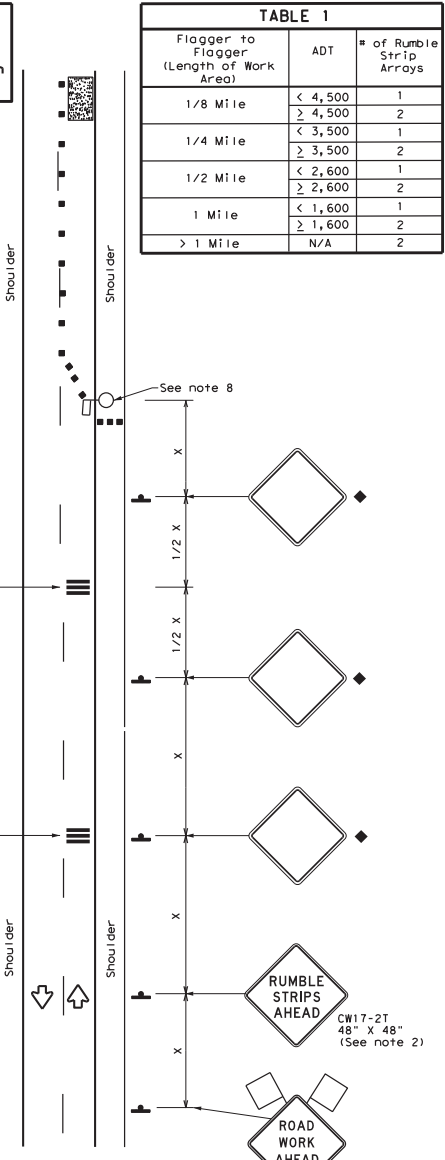 TABLE 1
Flagger to
Flagger
(Length of Work
Area)
ADT
# of Rumble
Strip
Arrays
1/8 Mile
< 4,500
1
≥ 4,500
2
1/4 Mile
< 3,500
1
≥ 3,500
2
1/2 Mile
< 2,600
1
≥ 2,600
2
1 Mile
< 1,600
1
≥ 1,600
2
> 1 Mile
N/A
2
Shoulder
Shoulder
See note 8
X
1/2 X
1/2 X
X
X
Shoulder
Shoulder
RUMBLE
STRIPS
AHEAD
CW17-2T
48" X 48"
(See note 2)
X
ROAD
WORK
AHEAD